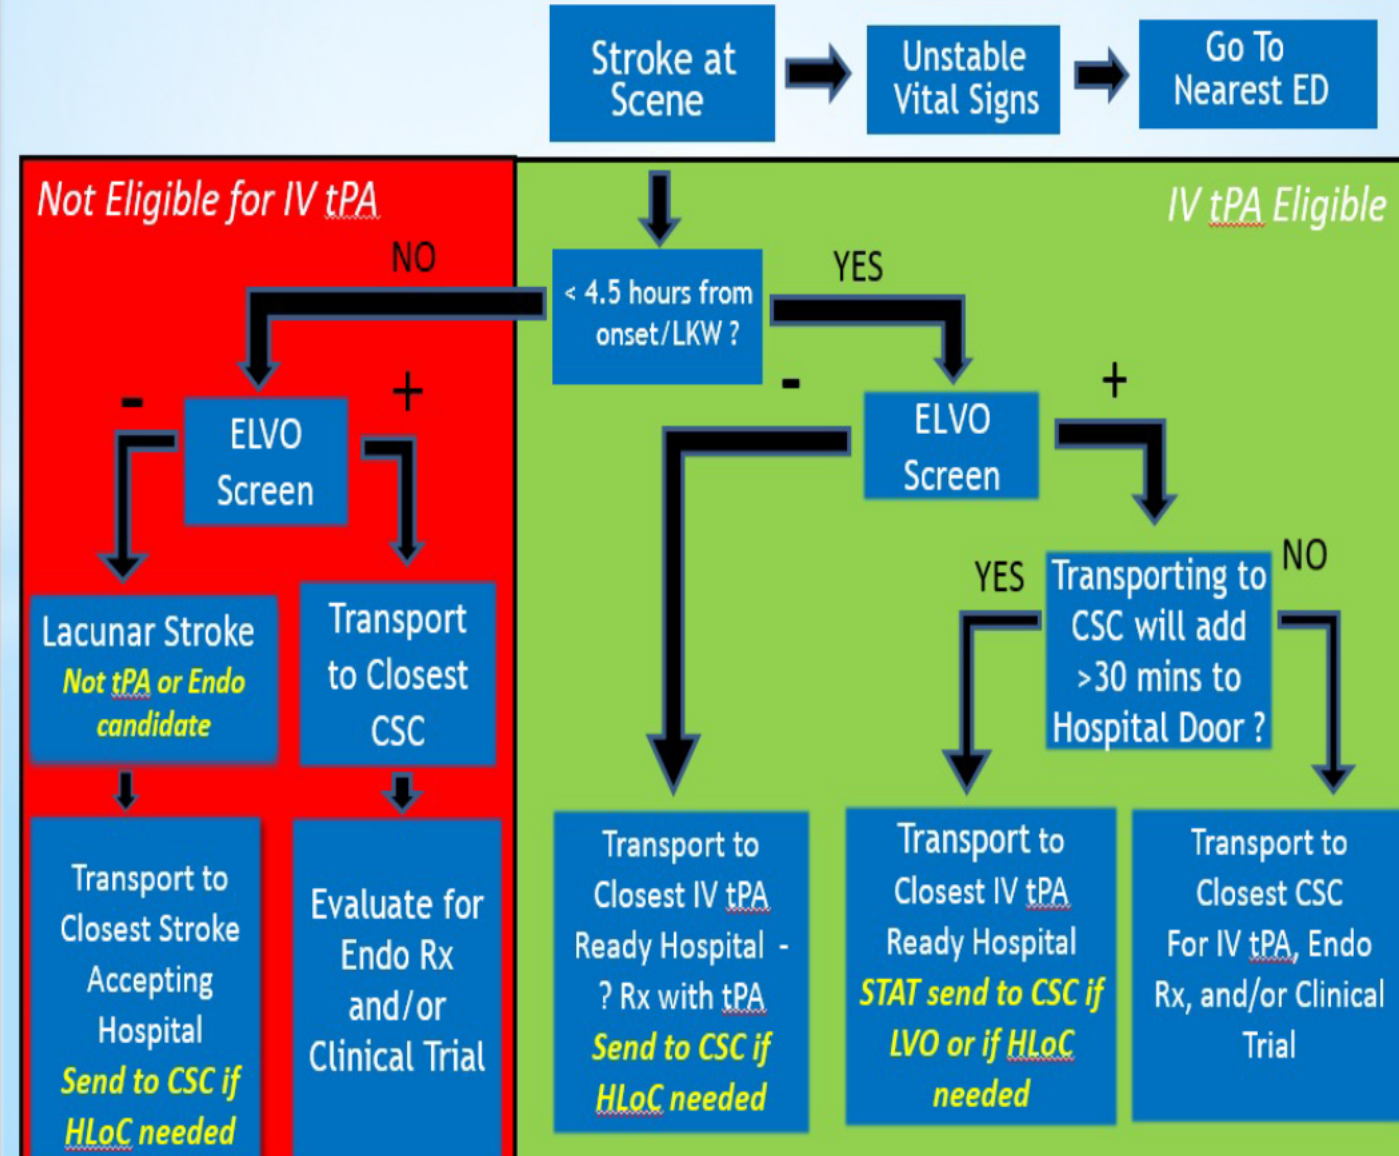 Stroke at
Scene
Unstable
Vital Signs
Go To
Nearest ED
Not Eligible for IV tPA
IV tPA Eligible
NO
< 4.5 hours from
onset/LKW ?
YES
-
+
ELVO
Screen
-
+
ELVO
Screen
Lacunar Stroke
Not tPA or Endo
candidate
Transport
to Closest
CSC
YES
Transporting to
CSC will add
>30 mins to
Hospital Door ?
NO
Transport to
Closest Stroke
Accepting
Hospital
Send to CSC if
HLoC needed
Evaluate for
Endo Rx
and/or
Clinical Trial
Transport to
Closest IV tPA
Ready Hospital -
? Rx with tPA
Send to CSC if
HLoC needed
Transport to
Closest IV tPA
Ready Hospital
STAT send to CSC if
LVO or if HLoC
needed
Transport to
Closest CSC
For IV tPA, Endo
Rx, and/or Clinical
Trial